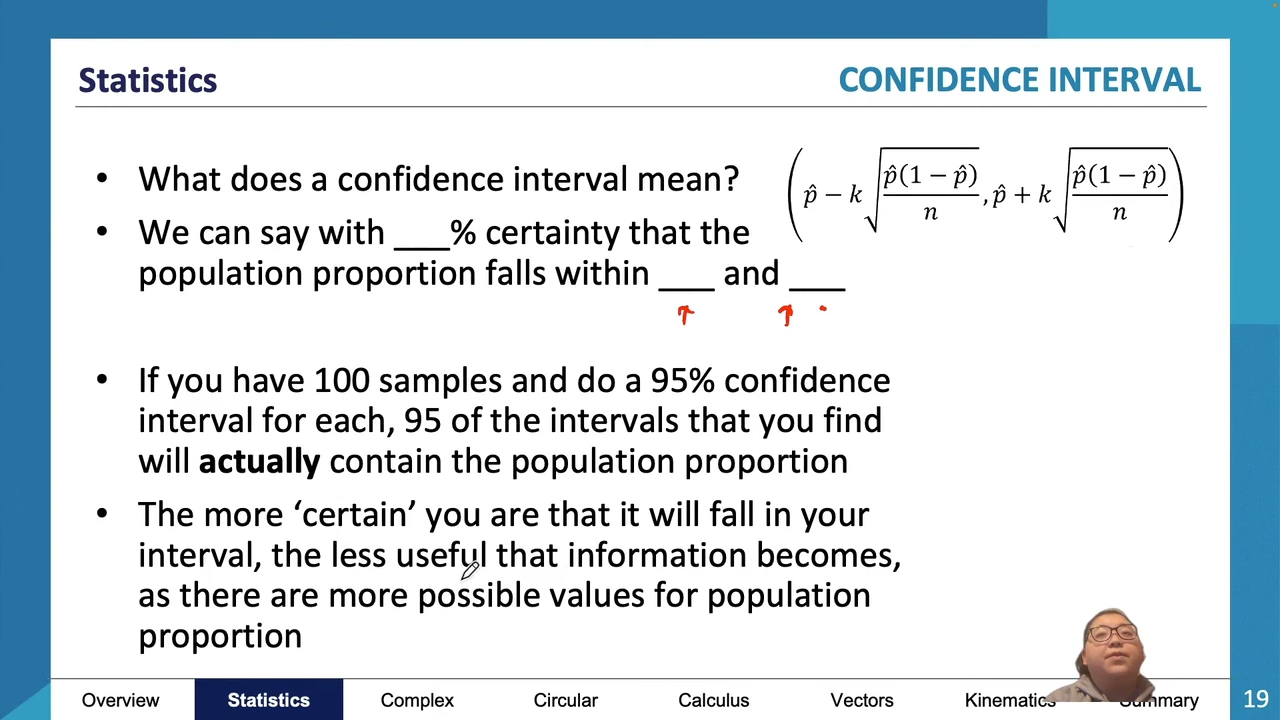 Statistics
CONFIDENCE INTERVAL
• What does a confidence interval mean?
(p̂ − k√(p̂(1 − p̂)/n), p̂ + k√(p̂(1 − p̂)/n))
• We can say with ___% certainty that the
population proportion falls within ___ and ___
• If you have 100 samples and do a 95% confidence
interval for each, 95 of the intervals that you find
will actually contain the population proportion
• The more ‘certain’ you are that it will fall in your
interval, the less useful that information becomes,
as there are more possible values for population
proportion
Overview Statistics Complex Circular Calculus Vectors Kinematics Summary 19